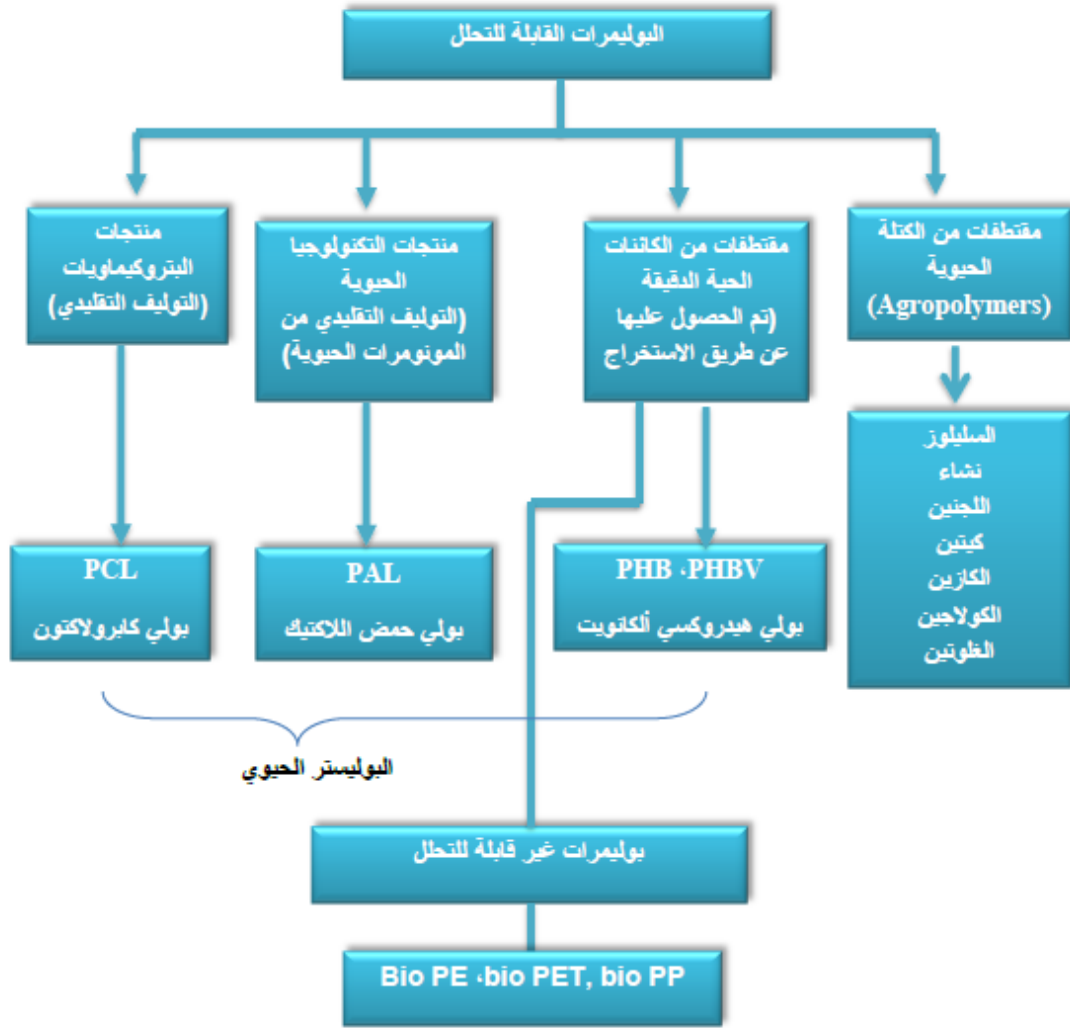 البوليمرات القابلة للتحلل
مقتطفات من الكتلة
الحيوية
(Agropolymers)
مقتطفات من الكائنات
الحية الدقيقة
(تم الحصول عليها
عن طريق الاستخراج
منتجات التكنولوجيا
الحيوية
(التوليف التقليدي من
المونومرات الحيوية)
منتجات
البتروكيماويات
(التوليف التقليدي)
السليلوز
نشاء
اللجنين
كيتين
الكازين
الكولاجين
الغلوتين
PHB ،PHBV
بولي هيدروكسي ألكانويت
PAL
بولي حمض اللاكتيك
PCL
بولي كابرولاكتون
البوليستر الحيوي
بوليمرات غير قابلة للتحلل
Bio PE ،bio PET, bio PP